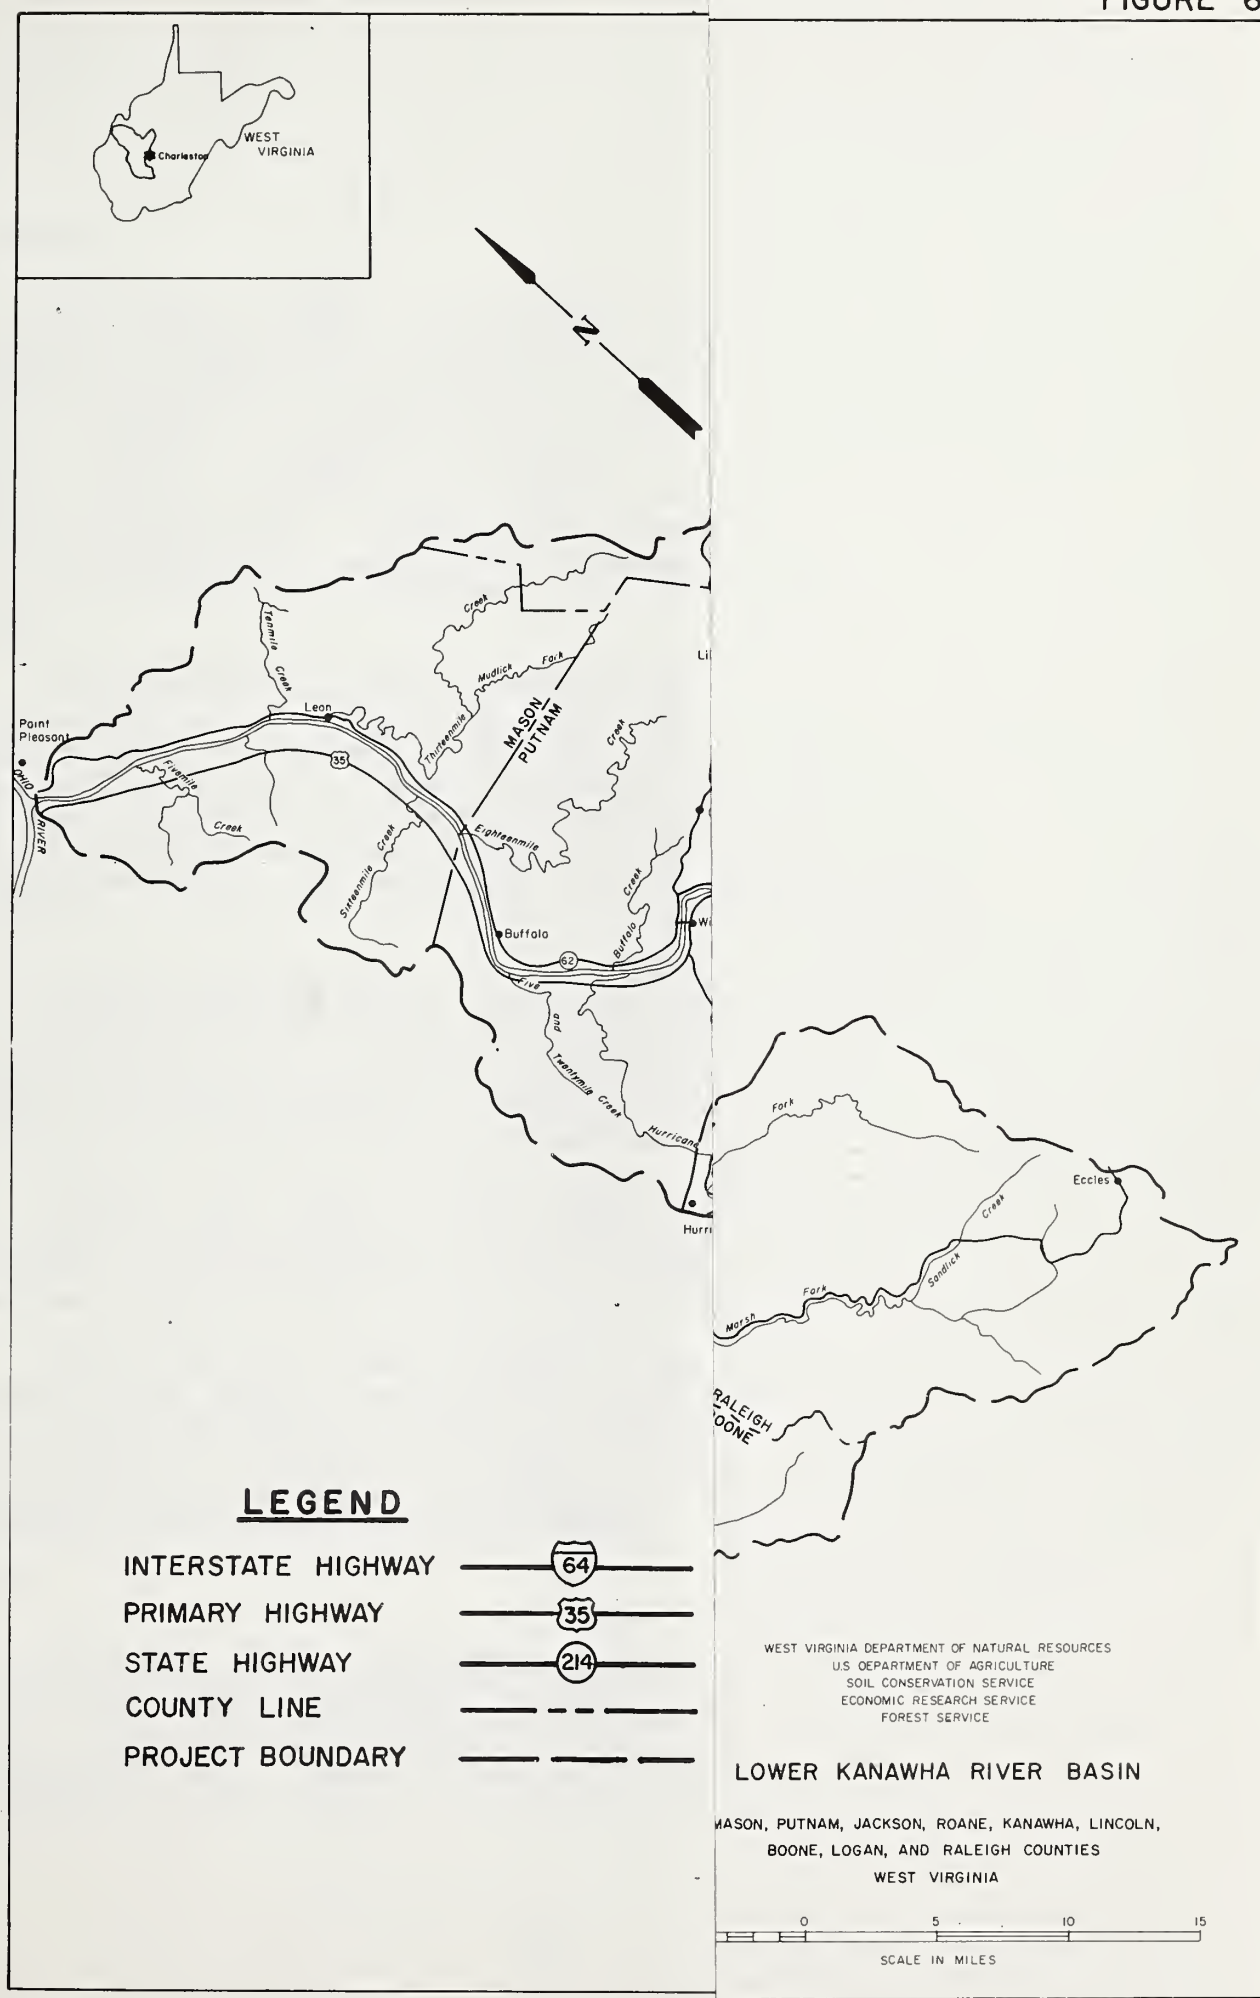 FIGURE 6
WEST
VIRGINIA
Charleston
N
Point
Pleasant
OHIO
RIVER
Tenmile
Creek
Leon
35
Fivemile
Creek
Creek
Mudlick Fork
Thirteenmile
MASON
PUTNAM
Creek
Eighteenmile
Sixteenmile Creek
Buffalo
62
Buffalo Creek
Five
and
Twentymile Creek
Hurricane
Hurri
Li
Wi
Fork
Eccles
Creek
Sandlick
Marsh Fork
RALEIGH
OONE
LEGEND
INTERSTATE HIGHWAY 64
PRIMARY HIGHWAY 35
STATE HIGHWAY 214
COUNTY LINE
PROJECT BOUNDARY
WEST VIRGINIA DEPARTMENT OF NATURAL RESOURCES
U.S DEPARTMENT OF AGRICULTURE
SOIL CONSERVATION SERVICE
ECONOMIC RESEARCH SERVICE
FOREST SERVICE
LOWER KANAWHA RIVER BASIN
MASON, PUTNAM, JACKSON, ROANE, KANAWHA, LINCOLN,
BOONE, LOGAN, AND RALEIGH COUNTIES
WEST VIRGINIA
0 5 10 15
SCALE IN MILES